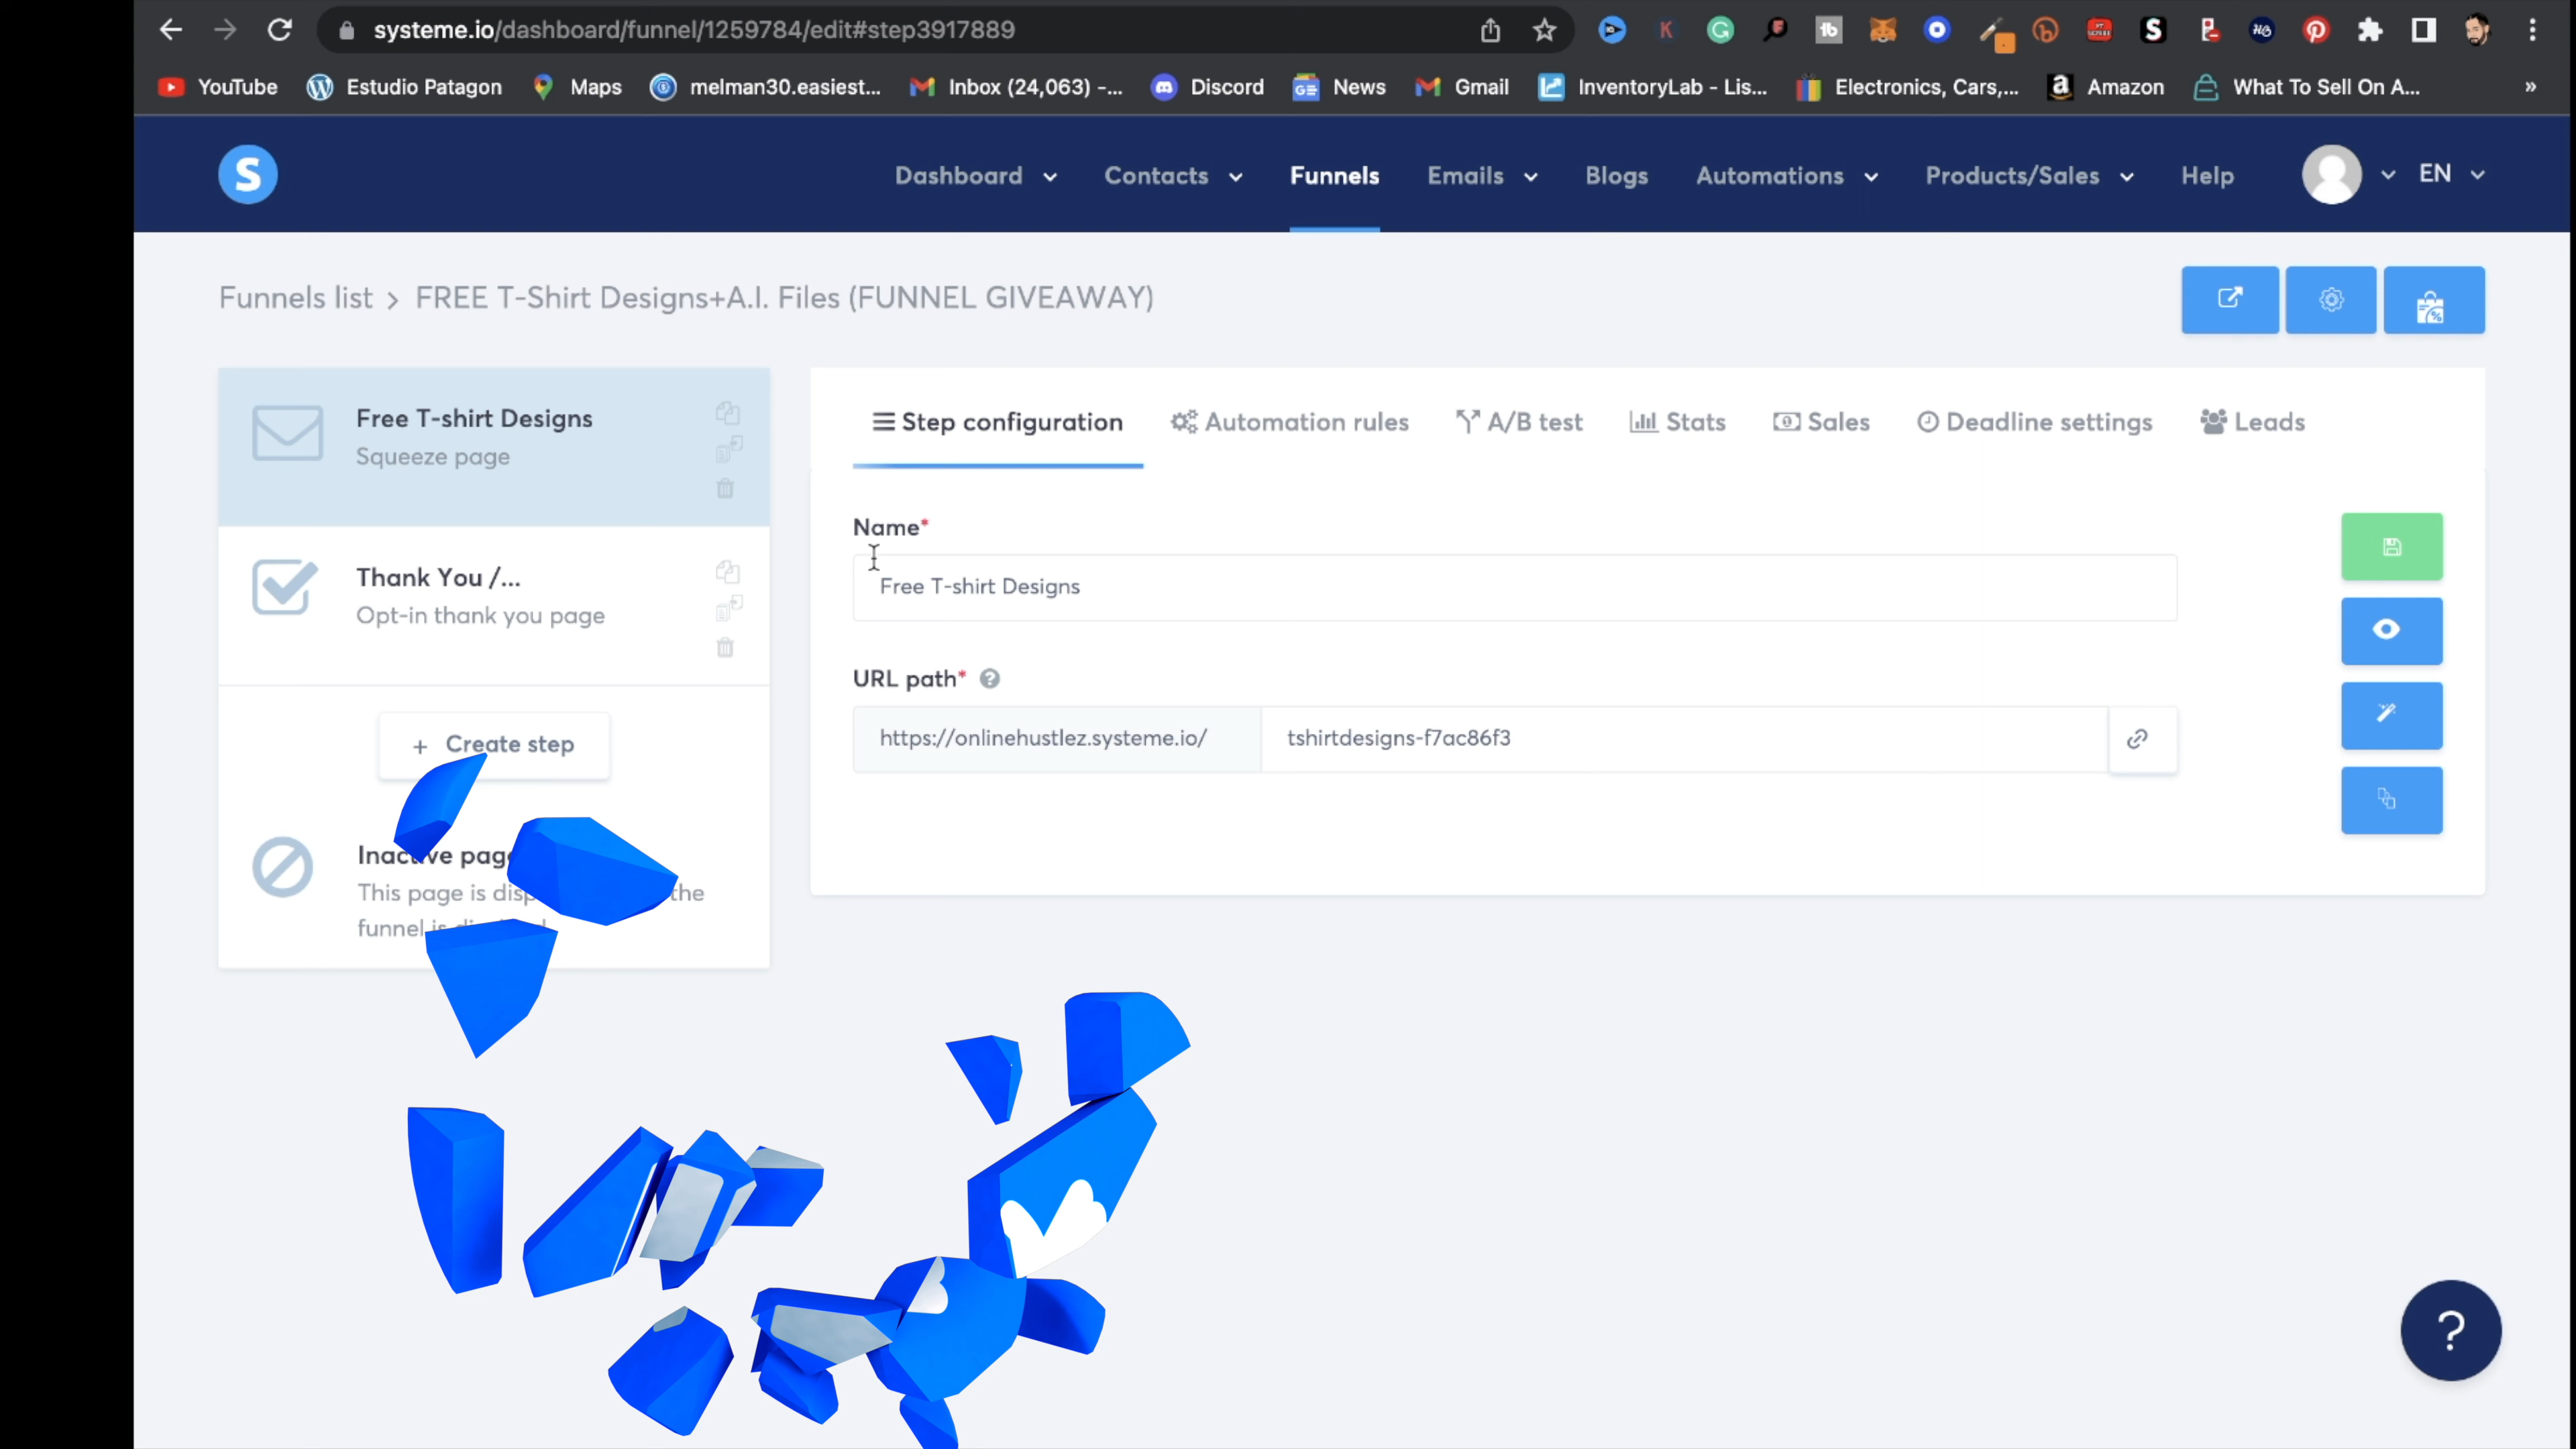 systeme.io/dashboard/funnel/1259784/edit#step3917889
YouTube Estudio Patagon Maps melman30.easiest... Inbox (24,063) -... Discord News Gmail InventoryLab - Lis... Electronics, Cars,... Amazon What To Sell On A... »
S Dashboard Contacts Funnels Emails Blogs Automations Products/Sales Help EN
Funnels list > FREE T-Shirt Designs+A.I. Files (FUNNEL GIVEAWAY)
Free T-shirt Designs
Squeeze page
Thank You /...
Opt-in thank you page
+ Create step
This page is the
funnel
Step configuration Automation rules A/B test Stats Sales Deadline settings Leads
Name*
Free T-shirt Designs
URL path* ?
https://onlinehustlez.systeme.io/ tshirtdesigns-f7ac86f3
?